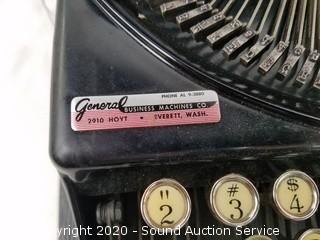 PHONE AL 9-3880
General
BUSINESS MACHINES CO
2910 HOYT • EVERETT, WASH.
" # $
2 3 4
Copyright 2020 - Sound Auction Service